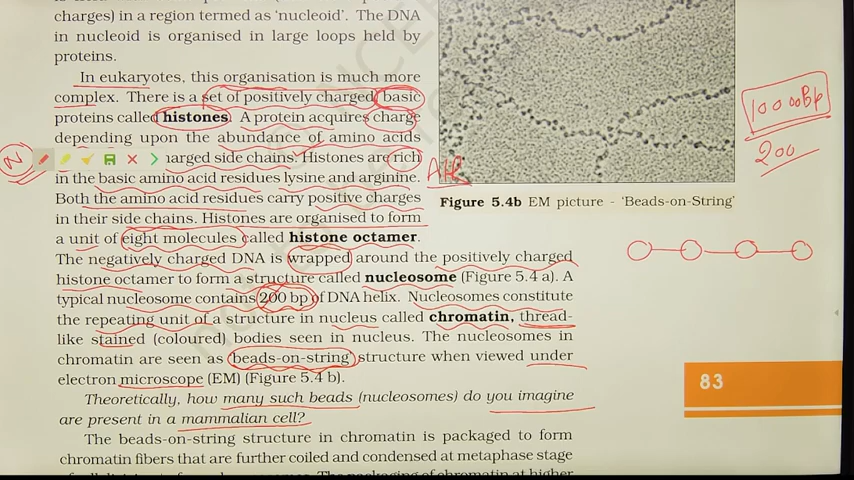 charges) in a region termed as 'nucleoid'. The DNA
in nucleoid is organised in large loops held by
proteins.
In eukaryotes, this organisation is much more
complex. There is a set of positively charged, basic
proteins called histones. A protein acquires charge
depending upon the abundance of amino acids
N
harged side chains. Histones are rich
in the basic amino acid residues lysine and arginine.
Both the amino acid residues carry positive charges
in their side chains. Histones are organised to form
a unit of eight molecules called histone octamer.
The negatively charged DNA is wrapped around the positively charged
histone octamer to form a structure called nucleosome (Figure 5.4 a). A
typical nucleosome contains 200 bp of DNA helix. Nucleosomes constitute
the repeating unit of a structure in nucleus called chromatin, thread-
like stained (coloured) bodies seen in nucleus. The nucleosomes in
chromatin are seen as beads-on-string structure when viewed under
electron microscope (EM) (Figure 5.4 b).
Theoretically, how many such beads (nucleosomes) do you imagine
are present in a mammalian cell?
The beads-on-string structure in chromatin is packaged to form
chromatin fibers that are further coiled and condensed at metaphase stage
Figure 5.4b EM picture - 'Beads-on-String'
200
83